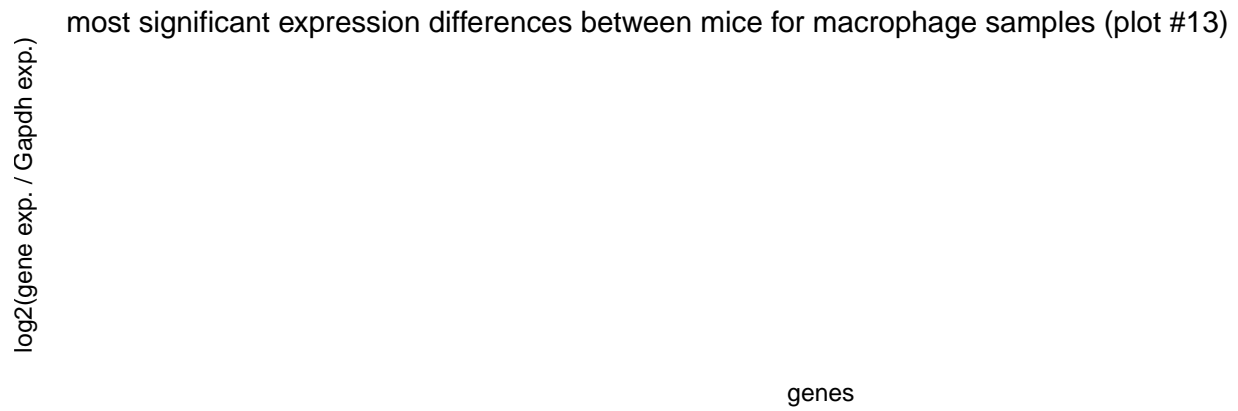 most significant expression differences between mice for macrophage samples (plot #13)
log2(gene exp. / Gapdh exp.)
genes